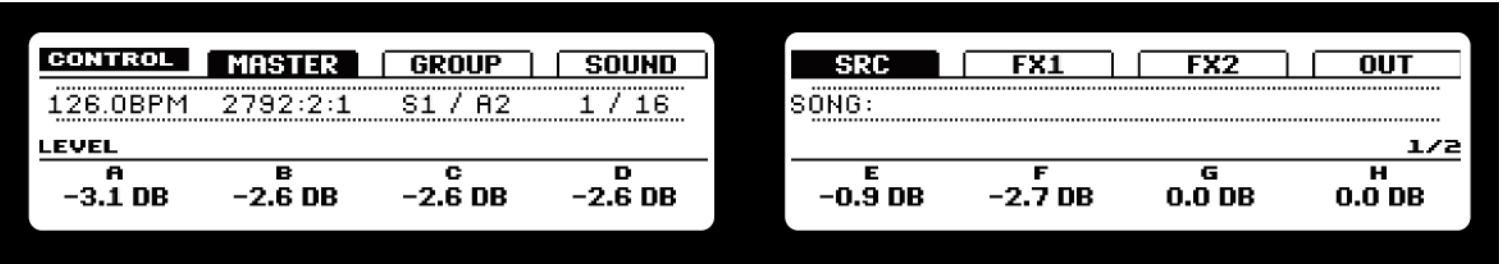 CONTROL MASTER GROUP SOUND
126.0BPM 2792:2:1 S1 / A2 1 / 16
LEVEL
A B C D
-3.1 DB -2.6 DB -2.6 DB -2.6 DB
SRC FX1 FX2 OUT
SONG:
1/2
E F G H
-0.9 DB -2.7 DB 0.0 DB 0.0 DB